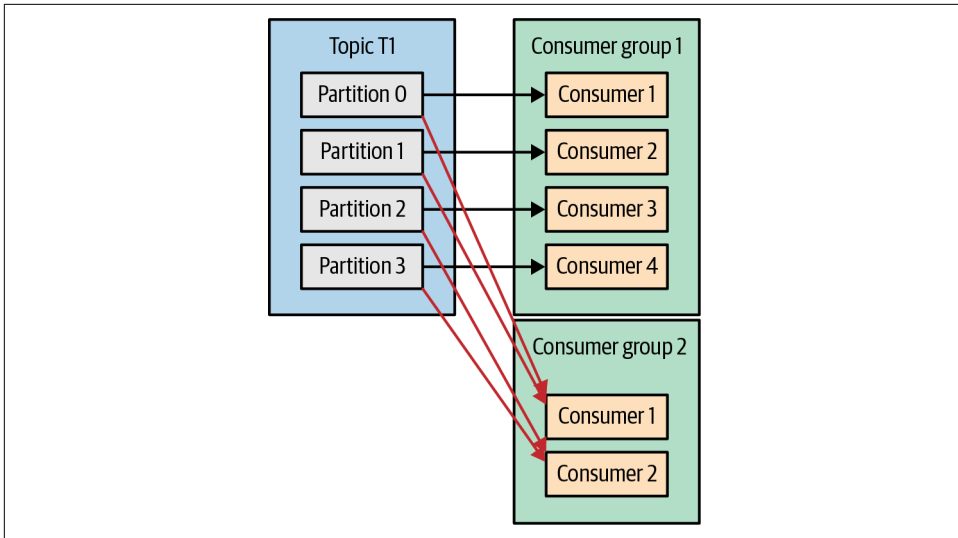 Topic T1
Partition 0
Partition 1
Partition 2
Partition 3
Consumer group 1
Consumer 1
Consumer 2
Consumer 3
Consumer 4
Consumer group 2
Consumer 1
Consumer 2